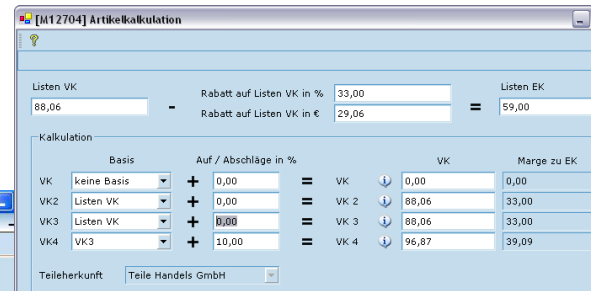 [M12704] Artikelkalkulation
?
Listen VK
Rabatt auf Listen VK in %
33,00
Listen EK
88,06
-
=
59,00
Rabatt auf Listen VK in €
29,06
Kalkulation
Basis
Auf / Abschläge in %
VK
Marge zu EK
VK keine Basis + 0,00 = VK i 0,00 0,00
VK2 Listen VK + 0,00 = VK 2 i 88,06 33,00
VK3 Listen VK + 0,00 = VK 3 i 88,06 33,00
VK4 VK3 + 10,00 = VK 4 i 96,87 39,09
Teileherkunft Teile Handels GmbH